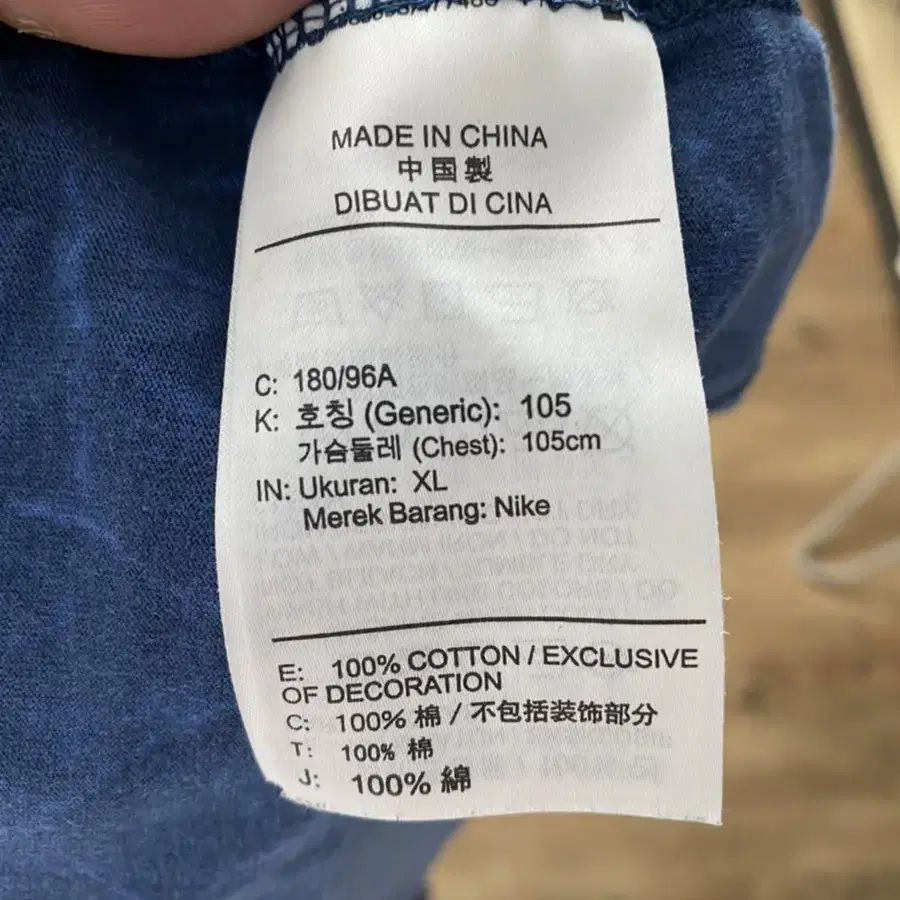 MADE IN CHINA
中国製
DIBUAT DI CINA
C: 180/96A
K: 호칭 (Generic): 105
가슴둘레 (Chest): 105cm
IN: Ukuran: XL
Merek Barang: Nike
E: 100% COTTON / EXCLUSIVE
OF DECORATION
C: 100% 棉 / 不包括装饰部分
T: 100% 棉
J: 100% 綿